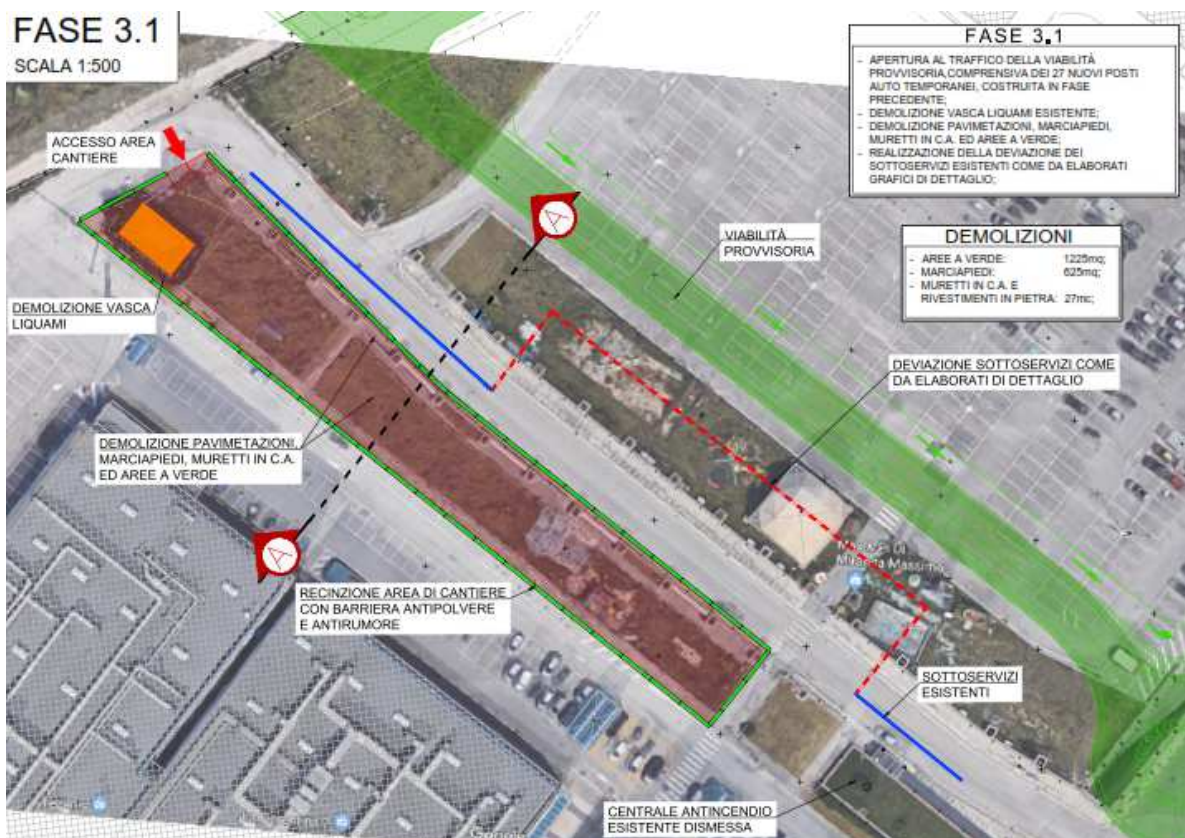 FASE 3.1
SCALA 1:500
FASE 3.1
- APERTURA AL TRAFFICO DELLA VIABILITÀ
PROVVISORIA,COMPRENSIVA DEI 27 NUOVI POSTI
AUTO TEMPORANEI, COSTRUITA IN FASE
PRECEDENTE;
- DEMOLIZIONE VASCA LIQUAMI ESISTENTE;
- DEMOLIZIONE PAVIMETAZIONI, MARCIAPIEDI,
MURETTI IN C.A. ED AREE A VERDE;
- REALIZZAZIONE DELLA DEVIAZIONE DEI
SOTTOSERVIZI ESISTENTI COME DA ELABORATI
GRAFICI DI DETTAGLIO;
ACCESSO AREA
CANTIERE
A
VIABILITÀ
PROVVISORIA
DEMOLIZIONI
- AREE A VERDE: 1225mq;
- MARCIAPIEDI: 625mq;
- MURETTI IN C.A. E
RIVESTIMENTI IN PIETRA: 27mc;
DEMOLIZIONE VASCA
LIQUAMI
DEVIAZIONE SOTTOSERVIZI COME
DA ELABORATI DI DETTAGLIO
DEMOLIZIONE PAVIMETAZIONI,
MARCIAPIEDI, MURETTI IN C.A.
ED AREE A VERDE
A
Massimo
RECINZIONE AREA DI CANTIERE
CON BARRIERA ANTIPOLVERE
E ANTIRUMORE
SOTTOSERVIZI
ESISTENTI
CENTRALE ANTINCENDIO
ESISTENTE DISMESSA